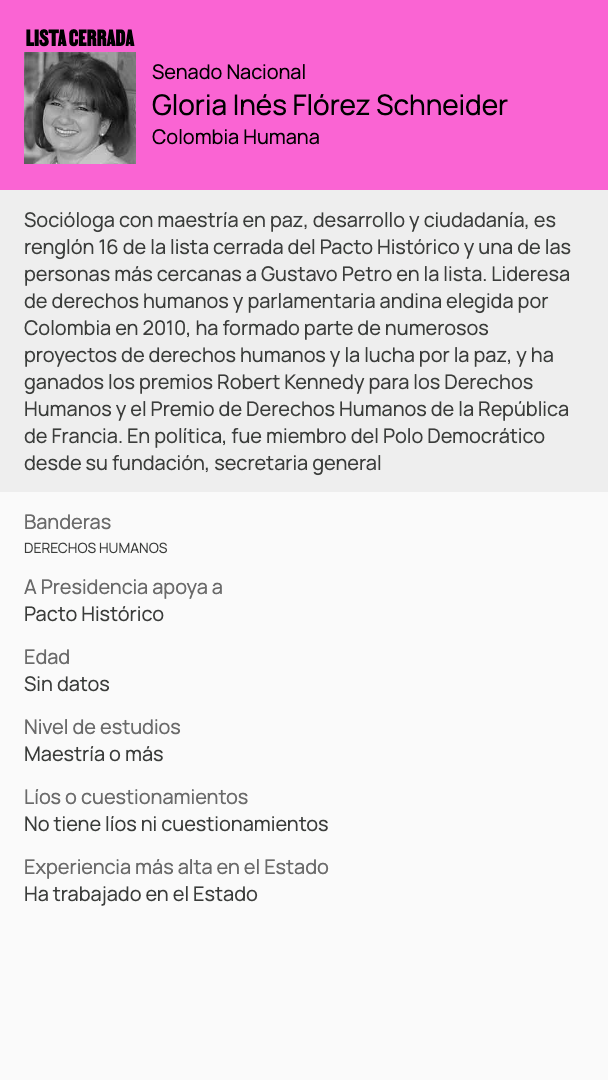 LISTA CERRADA
Senado Nacional
Gloria Inés Flórez Schneider
Colombia Humana
Socióloga con maestría en paz, desarrollo y ciudadanía, es
renglón 16 de la lista cerrada del Pacto Histórico y una de las
personas más cercanas a Gustavo Petro en la lista. Lideresa
de derechos humanos y parlamentaria andina elegida por
Colombia en 2010, ha formado parte de numerosos
proyectos de derechos humanos y la lucha por la paz, y ha
ganados los premios Robert Kennedy para los Derechos
Humanos y el Premio de Derechos Humanos de la República
de Francia. En política, fue miembro del Polo Democrático
desde su fundación, secretaria general
Banderas
DERECHOS HUMANOS
A Presidencia apoya a
Pacto Histórico
Edad
Sin datos
Nivel de estudios
Maestría o más
Líos o cuestionamientos
No tiene líos ni cuestionamientos
Experiencia más alta en el Estado
Ha trabajado en el Estado